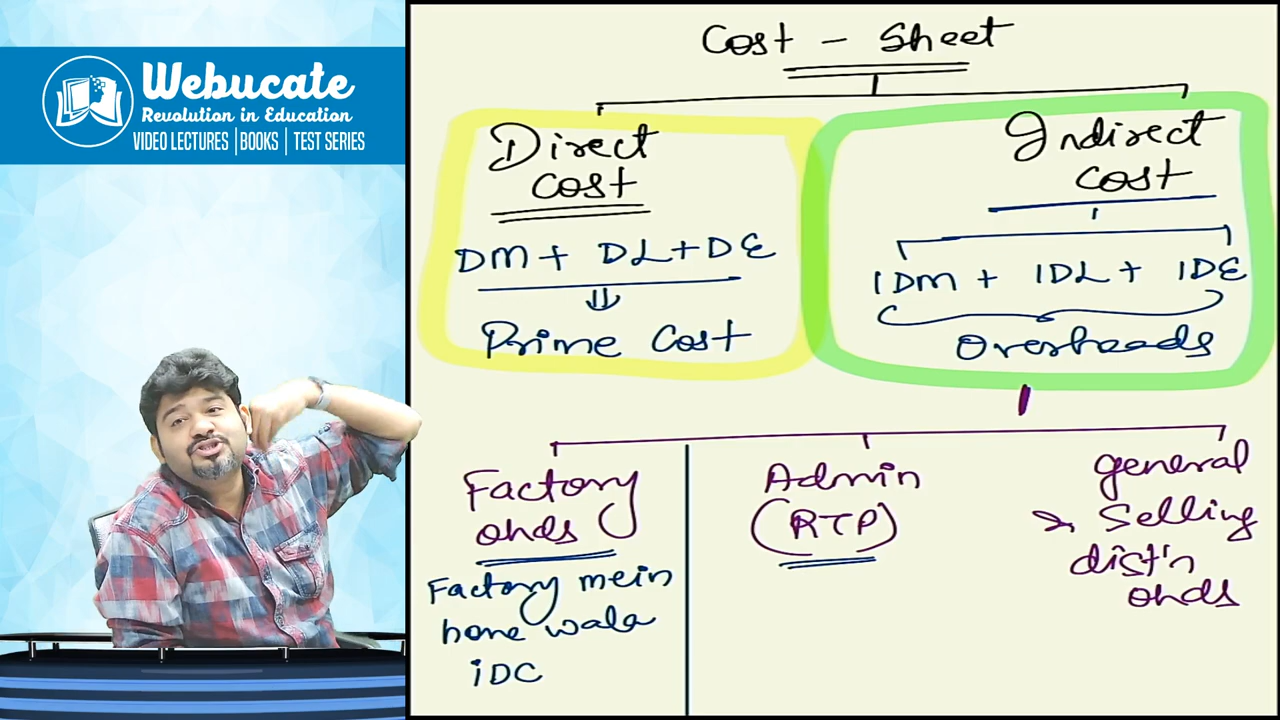 Webucate
Revolution in Education
VIDEO LECTURES | BOOKS | TEST SERIES
Cost - Sheet
Direct
Cost
DM + DL + DE
⇓
Prime Cost
Indirect
Cost
IDM + IDL + IDE
Overheads
Factory
ohds
Factory mein
hone wala
iDC
Admin
(RTP)
general
Selling
dist'n
ohds